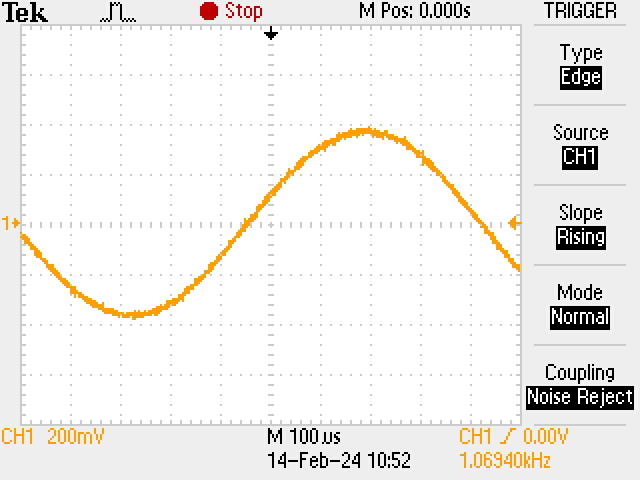 Tek Stop M Pos: 0.000s TRIGGER
Type
Edge
Source
CH1
Slope
Rising
Mode
Normal
Coupling
Noise Reject
1
CH1 200mV M 100µs CH1 0.00V
14-Feb-24 10:52 1.06940kHz